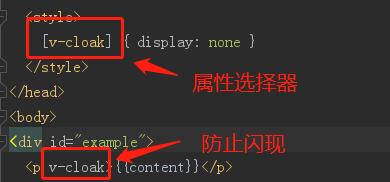 <style>
[v-cloak] { display: none }
</style>
属性选择器
</head>
<body>
<div id="example">
防止闪现
<p v-cloak>{{content}}</p>